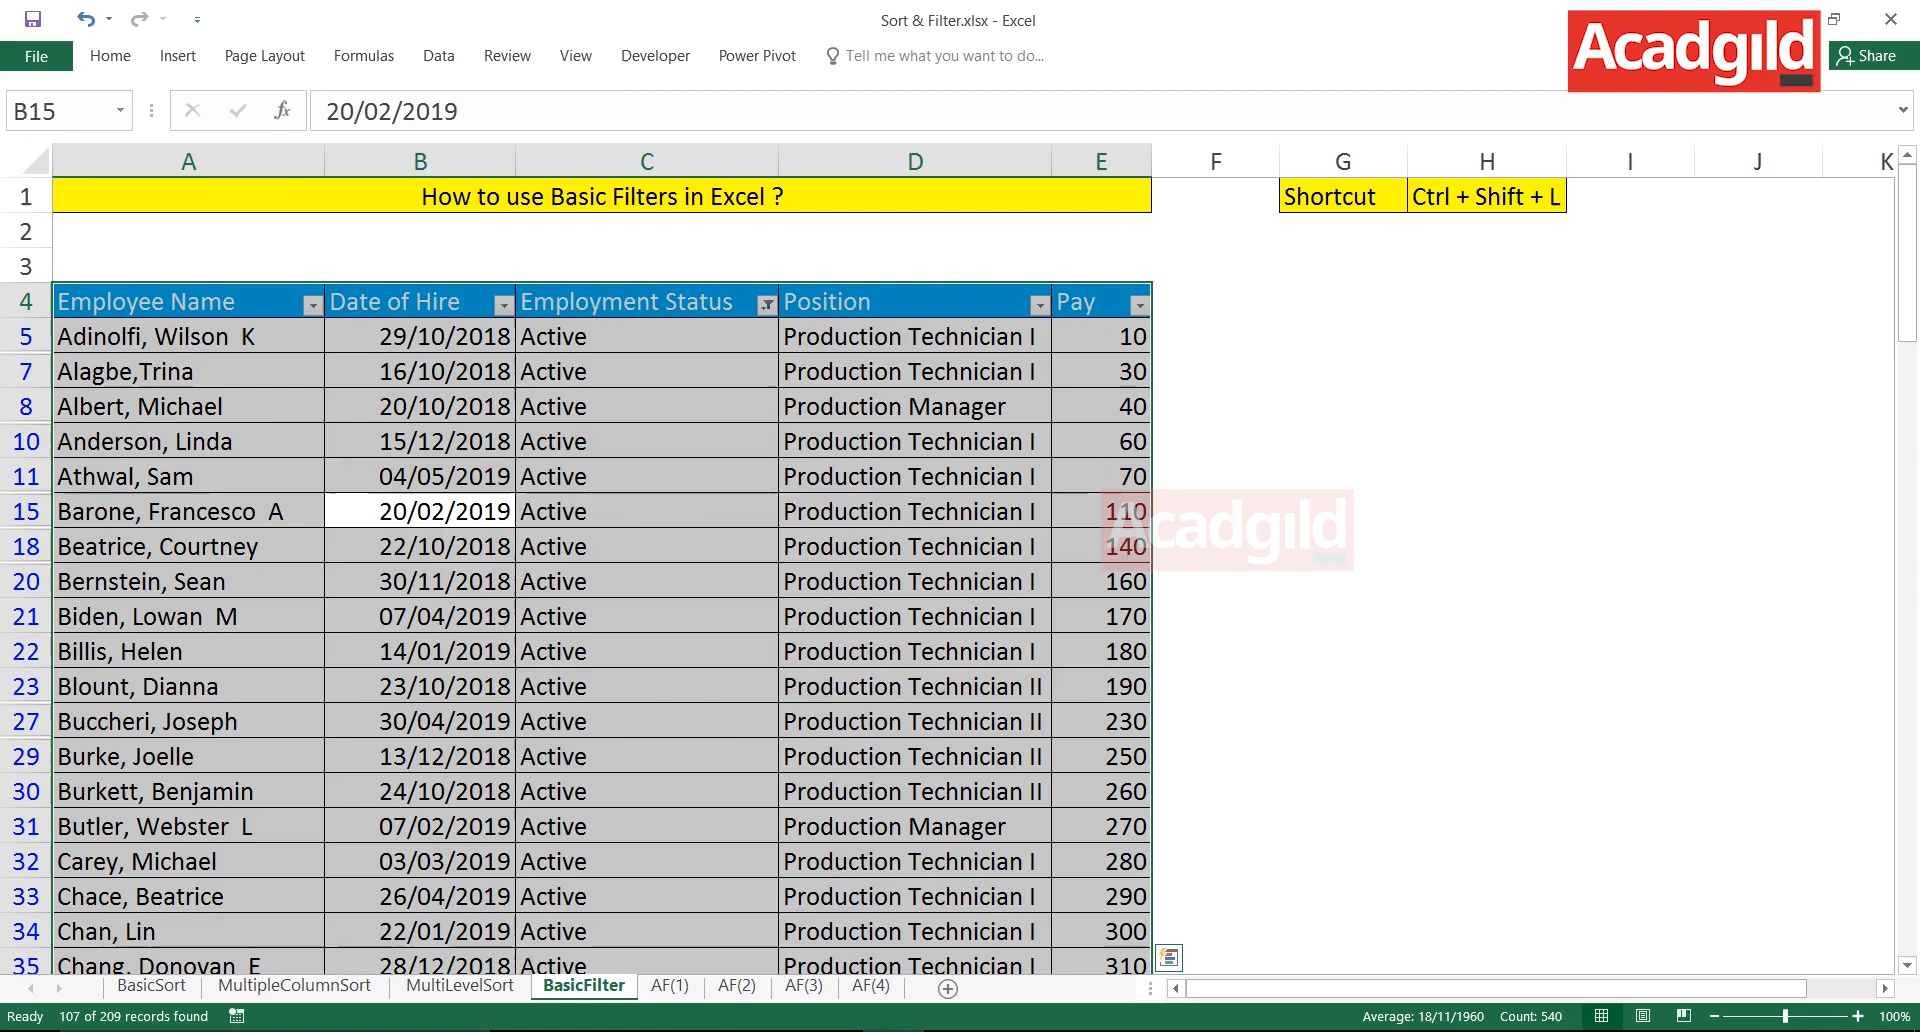 Sort & Filter.xlsx - Excel
Acadgild
File Home Insert Page Layout Formulas Data Review View Developer Power Pivot Tell me what you want to do... Share
B15 fx 20/02/2019
A B C D E F G H I J K
1 How to use Basic Filters in Excel ? Shortcut Ctrl + Shift + L
2
3
4 Employee Name Date of Hire Employment Status Position Pay
5 Adinolfi, Wilson K 29/10/2018 Active Production Technician I 10
7 Alagbe,Trina 16/10/2018 Active Production Technician I 30
8 Albert, Michael 20/10/2018 Active Production Manager 40
10 Anderson, Linda 15/12/2018 Active Production Technician I 60
11 Athwal, Sam 04/05/2019 Active Production Technician I 70
15 Barone, Francesco A 20/02/2019 Active Production Technician I 110
Acadgild
18 Beatrice, Courtney 22/10/2018 Active Production Technician I 140
20 Bernstein, Sean 30/11/2018 Active Production Technician I 160
21 Biden, Lowan M 07/04/2019 Active Production Technician I 170
22 Billis, Helen 14/01/2019 Active Production Technician I 180
23 Blount, Dianna 23/10/2018 Active Production Technician II 190
27 Buccheri, Joseph 30/04/2019 Active Production Technician II 230
29 Burke, Joelle 13/12/2018 Active Production Technician II 250
30 Burkett, Benjamin 24/10/2018 Active Production Technician II 260
31 Butler, Webster L 07/02/2019 Active Production Manager 270
32 Carey, Michael 03/03/2019 Active Production Technician I 280
33 Chace, Beatrice 26/04/2019 Active Production Technician I 290
34 Chan, Lin 22/01/2019 Active Production Technician I 300
35 Chang, Donovan E 28/12/2018 Active Production Technician I 310
BasicSort MultipleColumnSort MultiLevelSort BasicFilter AF(1) AF(2) AF(3) AF(4)
Ready 107 of 209 records found Average: 18/11/1960 Count: 540 100%